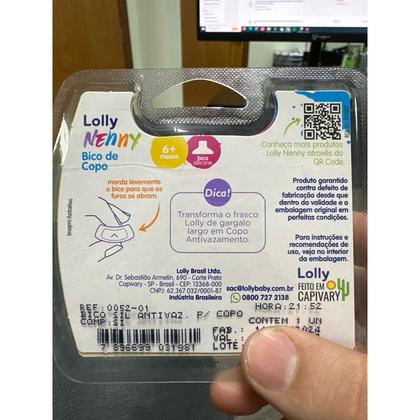 Lolly
NENNY
Bico de
Copo
6+
meses
bico
silicone
Conheça mais produtos
Lolly Nenny através do
QR Code
morda levemente
o bico para que os
furos se abram
Imagens ilustrativas.
Dica!
Transforma o frasco
Lolly de gargalo
largo em Copo
Antivazamento.
Produto garantido
contra defeito de
fabricação desde que
dentro da validade e a
embalagem original em
perfeitas condições.
Para instruções e
recomendações de
uso, veja no interior
da embalagem.
Lolly Brasil Ltda.
Av. Dr. Sebastião Armelin, 690 - Corte Preto
Capivary - SP - Brasil - CEP: 13368-000
CNPJ: 62.367.032/0001-87
Indústria Brasileira
sac@lollybaby.com.br
0800 727 2138
Lolly
FEITO EM
CAPIVARY
REF:0052-01
HORA:21:52
BICO SIL ANTIVAZ. P/ COPO
CONTEM 1 UN
COMP:SI
FAB.:
2024
VAL.:
LOTE
7 896699 031981